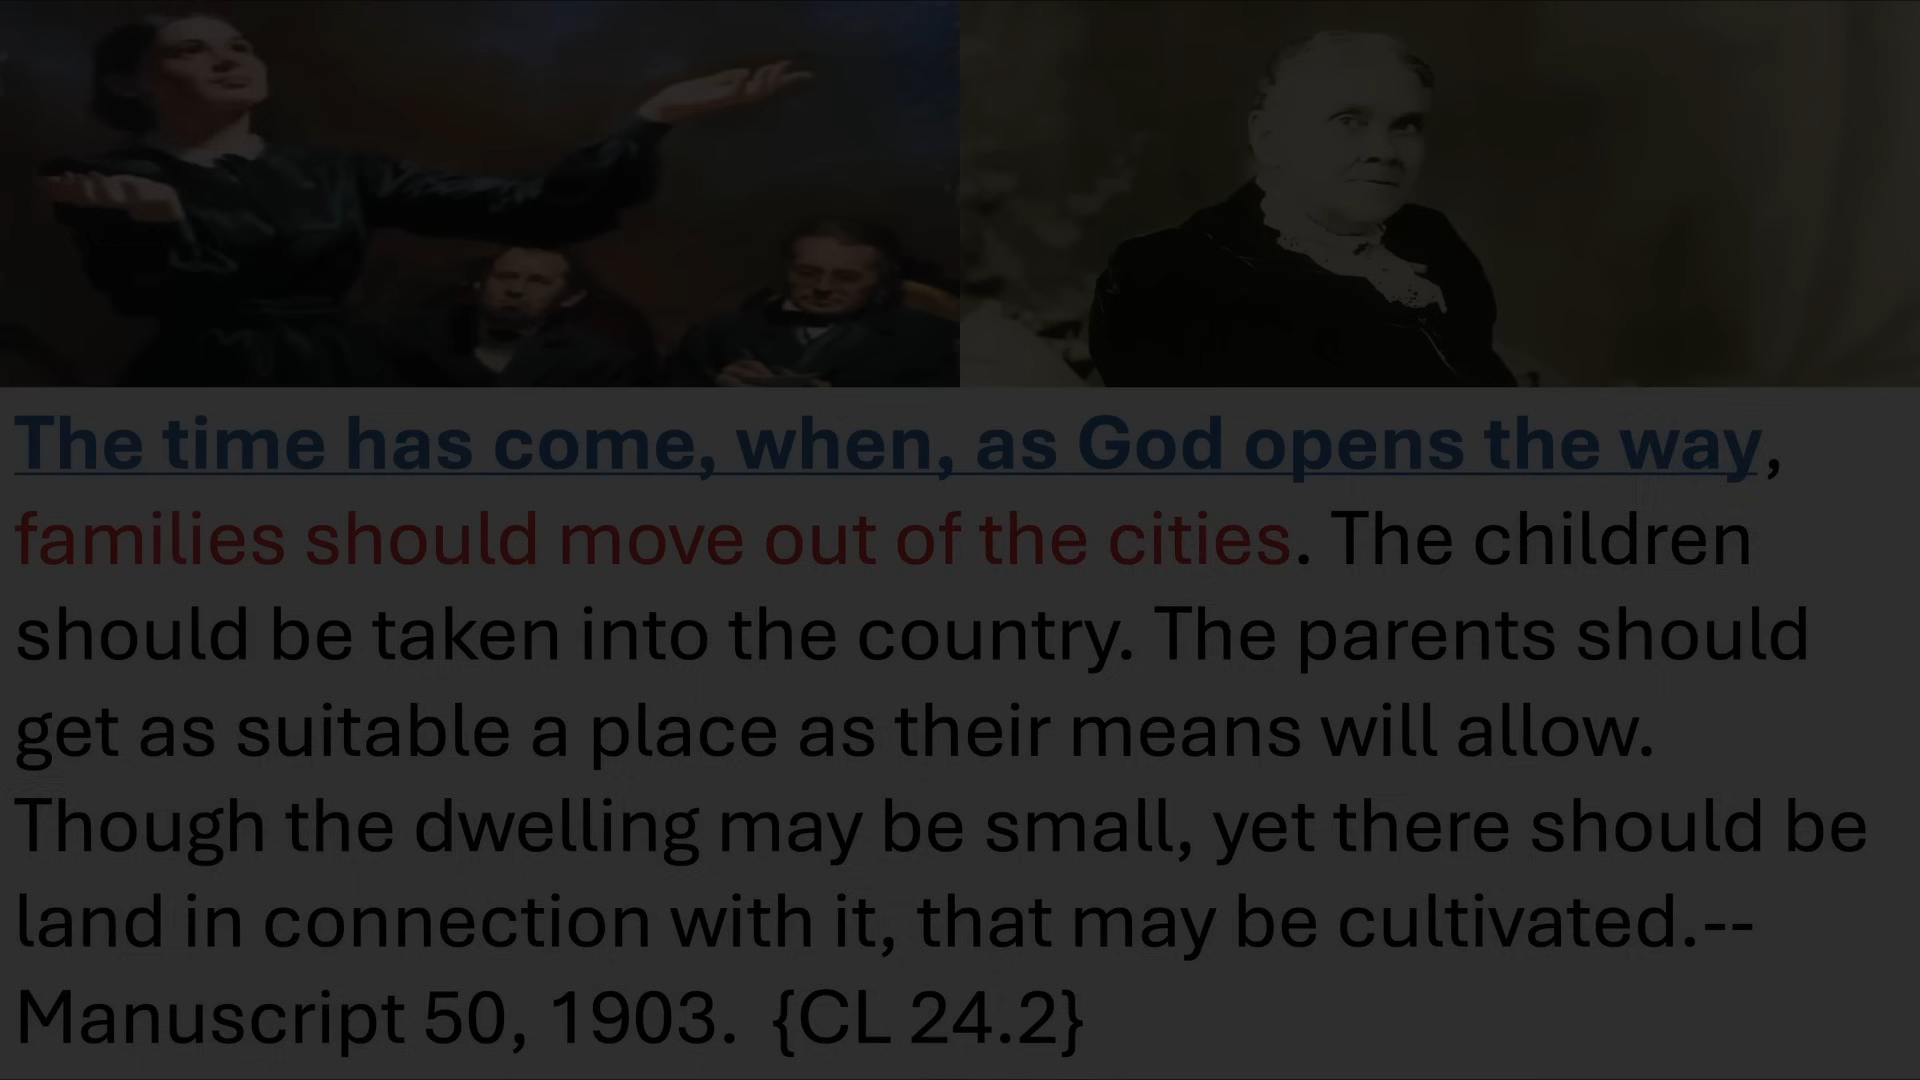 The time has come, when, as God opens the way,
families should move out of the cities. The children
should be taken into the country. The parents should
get as suitable a place as their means will allow.
Though the dwelling may be small, yet there should be
land in connection with it, that may be cultivated.--
Manuscript 50, 1903.  {CL 24.2}